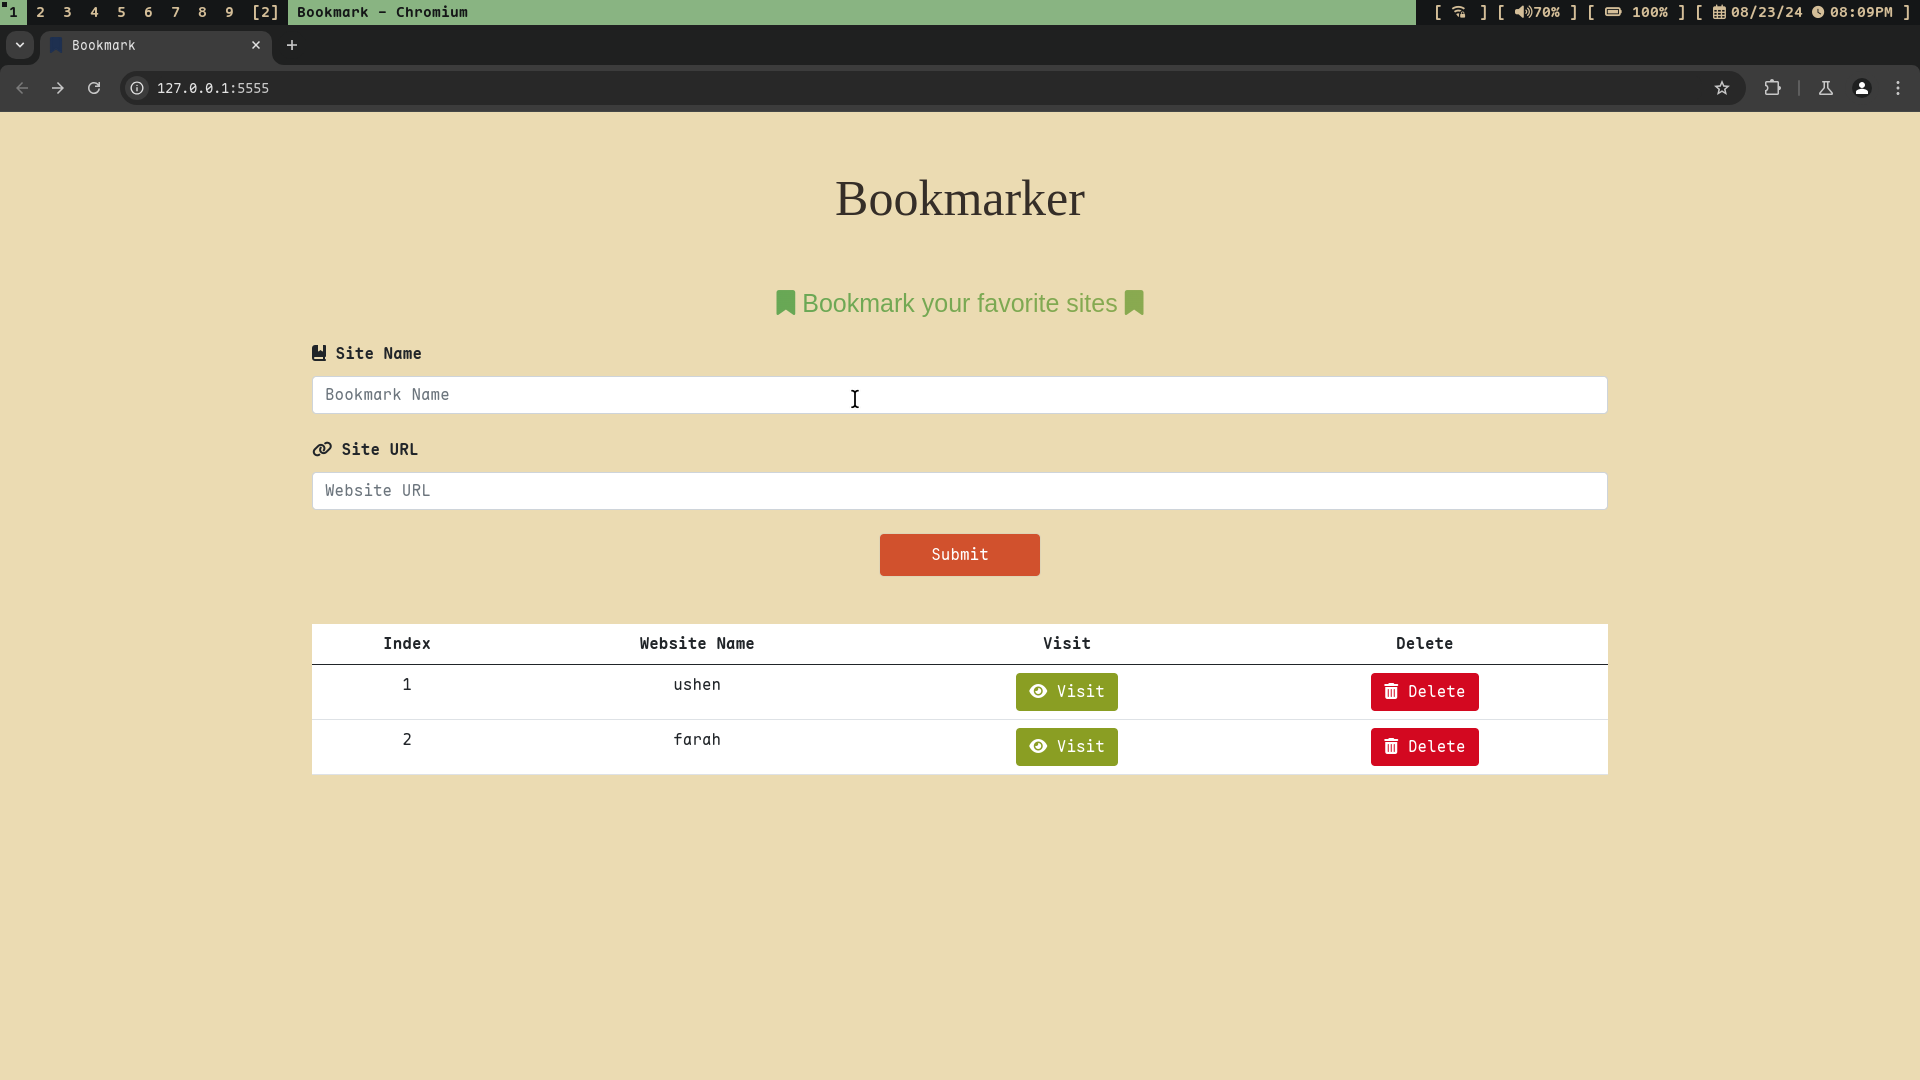 1 2 3 4 5 6 7 8 9 [2] Bookmark - Chromium [ ] [ 70% ] [ 100% ] [ 08/23/24 08:09PM ]
Bookmark
127.0.0.1:5555
Bookmarker
Bookmark your favorite sites
Site Name
Bookmark Name
Site URL
Website URL
Submit
Index Website Name Visit Delete
1 ushen Visit Delete
2 farah Visit Delete